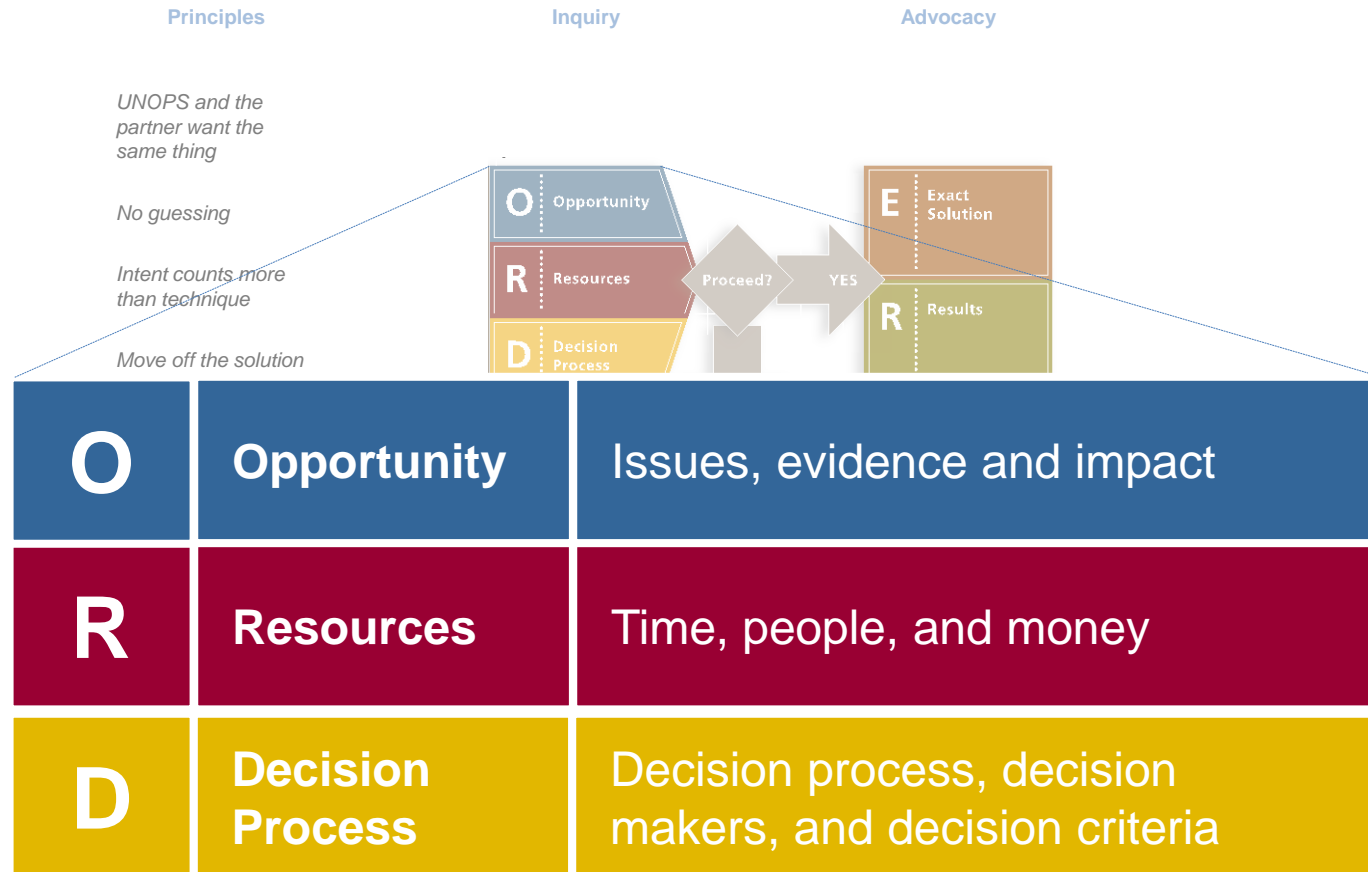 Principles
Inquiry
Advocacy
UNOPS and the
partner want the
same thing
No guessing
Intent counts more
than technique
Move off the solution
O Opportunity
R Resources
D Decision
Process
Proceed?
YES
E Exact
Solution
R Results
O Opportunity Issues, evidence and impact
R Resources Time, people, and money
D Decision
Process
Decision process, decision
makers, and decision criteria